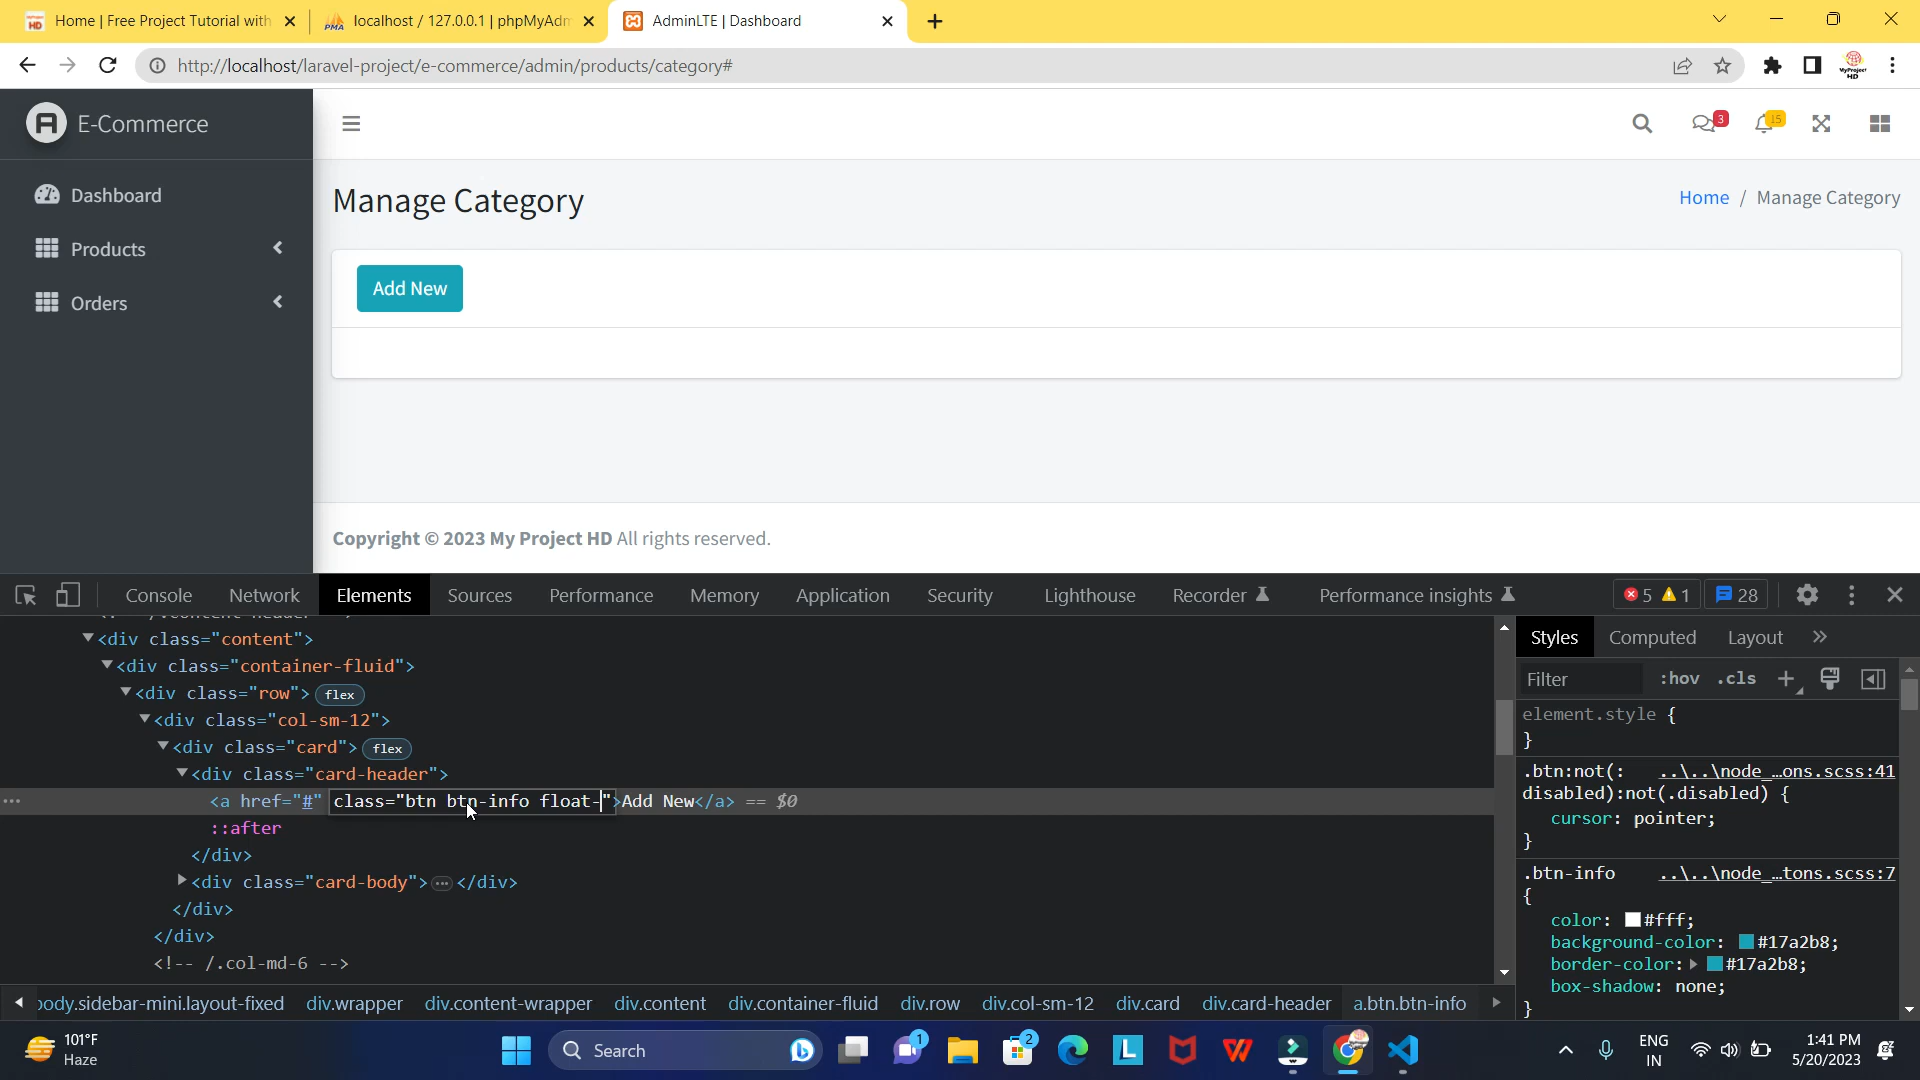 Home | Free Project Tutorial with
localhost / 127.0.0.1 | phpMyAdm
AdminLTE | Dashboard
http://localhost/laravel-project/e-commerce/admin/products/category#
E-Commerce
3
15
Dashboard
Products
Orders
Manage Category
Home / Manage Category
Add New
Copyright © 2023 My Project HD All rights reserved.
Console Network Elements Sources Performance Memory Application Security Lighthouse Recorder Performance insights 5 1 28
<div class="content">
<div class="container-fluid">
<div class="row"> flex
<div class="col-sm-12">
<div class="card"> flex
<div class="card-header">
<a href="#" class="btn btn-info float-">Add New</a> == $0
::after
</div>
<div class="card-body"> … </div>
</div>
</div>
<!-- /.col-md-6 -->
Styles Computed Layout
Filter :hov .cls
element.style {
}
.btn:not(: ..\..\node_…ons.scss:41
disabled):not(.disabled) {
cursor: pointer;
}
.btn-info ..\..\node_…tons.scss:7
{
color: #fff;
background-color: #17a2b8;
border-color: #17a2b8;
box-shadow: none;
}
body.sidebar-mini.layout-fixed div.wrapper div.content-wrapper div.content div.container-fluid div.row div.col-sm-12 div.card div.card-header a.btn.btn-info
101°F
Haze
Search
1
2
ENG
IN
1:41 PM
5/20/2023